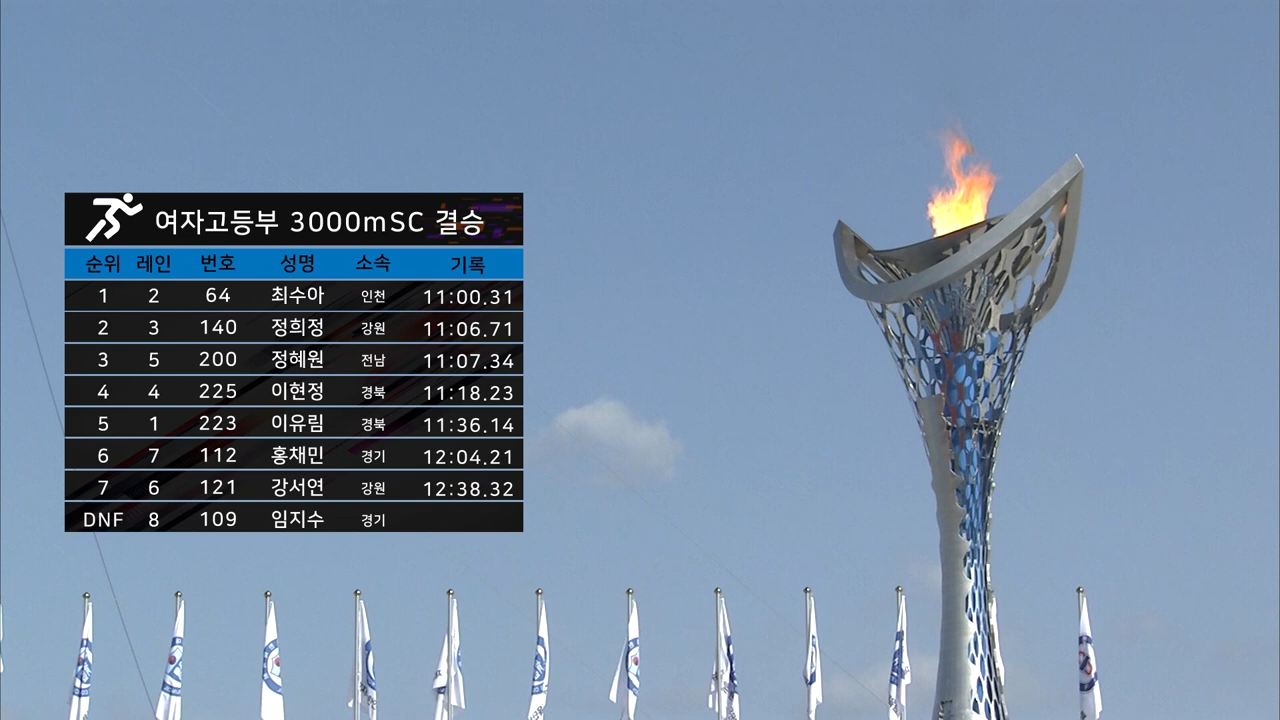 여자고등부 3000mSC 결승
순위 레인 번호 성명 소속 기록
1 2 64 최수아 인천 11:00.31
2 3 140 정희정 강원 11:06.71
3 5 200 정혜원 전남 11:07.34
4 4 225 이현정 경북 11:18.23
5 1 223 이유림 경북 11:36.14
6 7 112 홍채민 경기 12:04.21
7 6 121 강서연 강원 12:38.32
DNF 8 109 임지수 경기